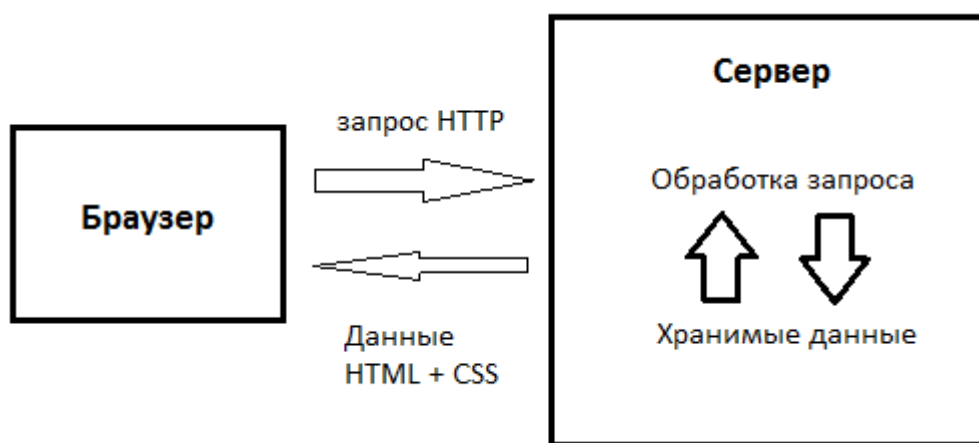 Браузер
запрос HTTP
Данные
HTML + CSS
Сервер
Обработка запроса
Хранимые данные